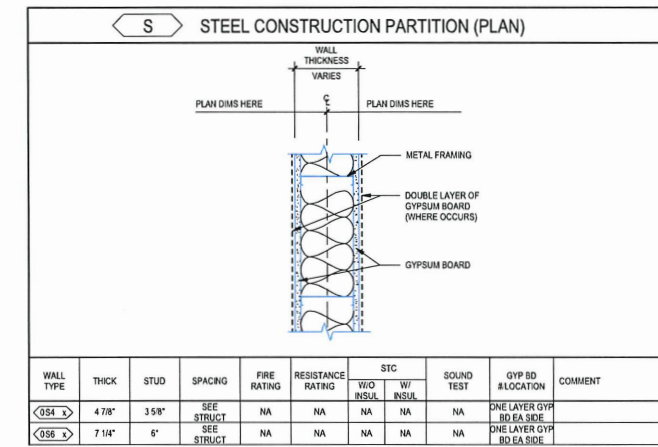 S STEEL CONSTRUCTION PARTITION (PLAN)
WALL
THICKNESS
VARIES
PLAN DIMS HERE
℄
PLAN DIMS HERE
METAL FRAMING
DOUBLE LAYER OF
GYPSUM BOARD
(WHERE OCCURS)
GYPSUM BOARD
WALL
TYPE
THICK
STUD
SPACING
FIRE
RATING
RESISTANCE
RATING
STC
W/O
INSUL
W/
INSUL
SOUND
TEST
GYP BD
#/LOCATION
COMMENT
0S4 x
4 7/8"
3 5/8"
SEE
STRUCT
NA
NA
NA
NA
NA
ONE LAYER GYP
BD EA SIDE
0S6 x
7 1/4"
6"
SEE
STRUCT
NA
NA
NA
NA
NA
ONE LAYER GYP
BD EA SIDE